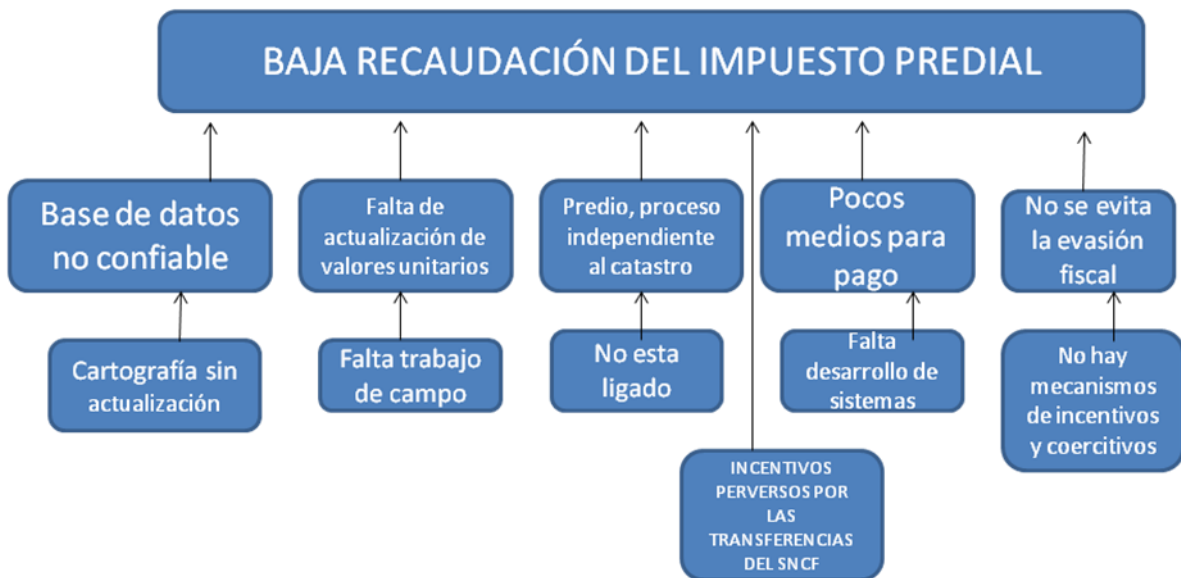 BAJA RECAUDACIÓN DEL IMPUESTO PREDIAL
Base de datos
no confiable
Falta de
actualización de
valores unitarios
Predio, proceso
independiente
al catastro
Pocos
medios para
pago
No se evita
la evasión
fiscal
Cartografía sin
actualización
Falta trabajo
de campo
No esta
ligado
Falta
desarrollo de
sistemas
No hay
mecanismos
de incentivos
y coercitivos
INCENTIVOS
PERVERSOS POR
LAS
TRANSFERENCIAS
DEL SNCF